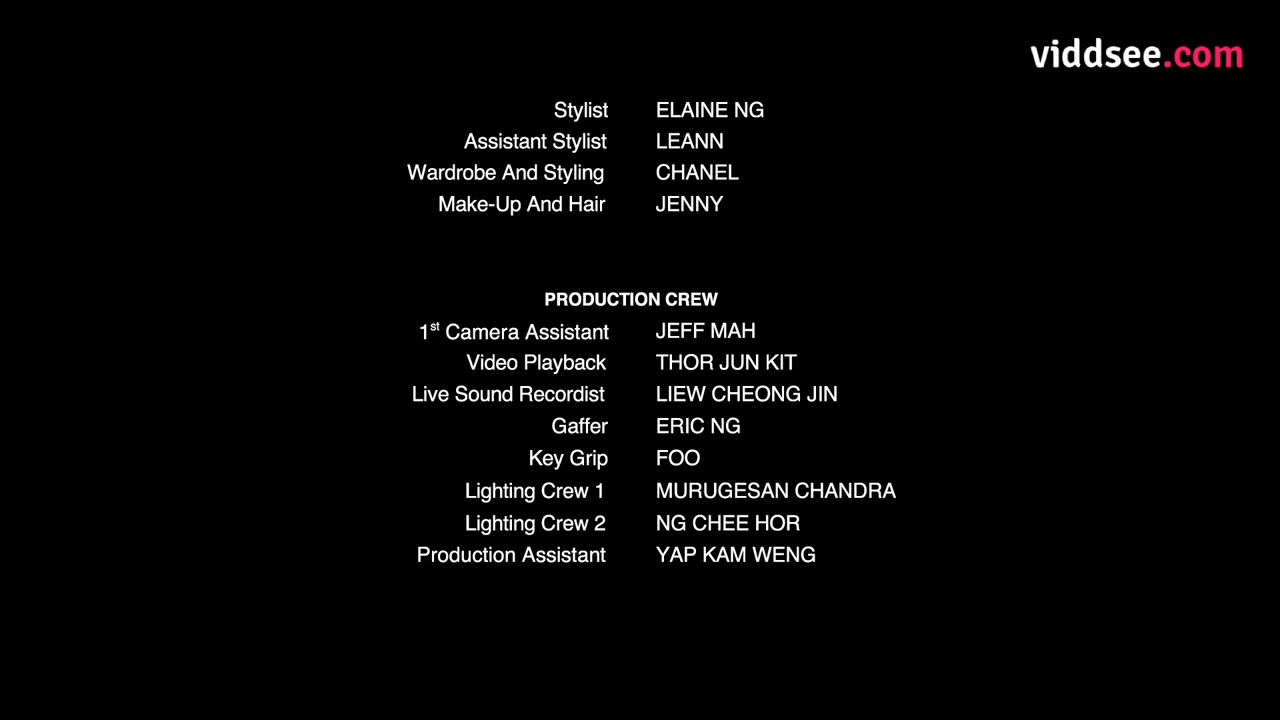 viddsee.com
Stylist ELAINE NG
Assistant Stylist LEANN
Wardrobe And Styling CHANEL
Make-Up And Hair JENNY
PRODUCTION CREW
1st Camera Assistant JEFF MAH
Video Playback THOR JUN KIT
Live Sound Recordist LIEW CHEONG JIN
Gaffer ERIC NG
Key Grip FOO
Lighting Crew 1 MURUGESAN CHANDRA
Lighting Crew 2 NG CHEE HOR
Production Assistant YAP KAM WENG